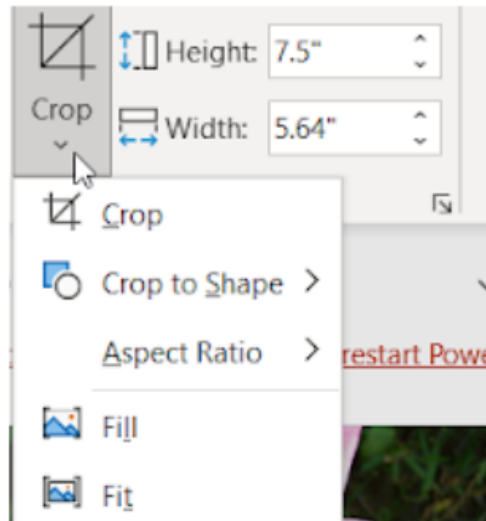 Height: 7.5"
Crop
Width: 5.64"
Crop
Crop to Shape
Aspect Ratio
restart Powe
Fill
Fit